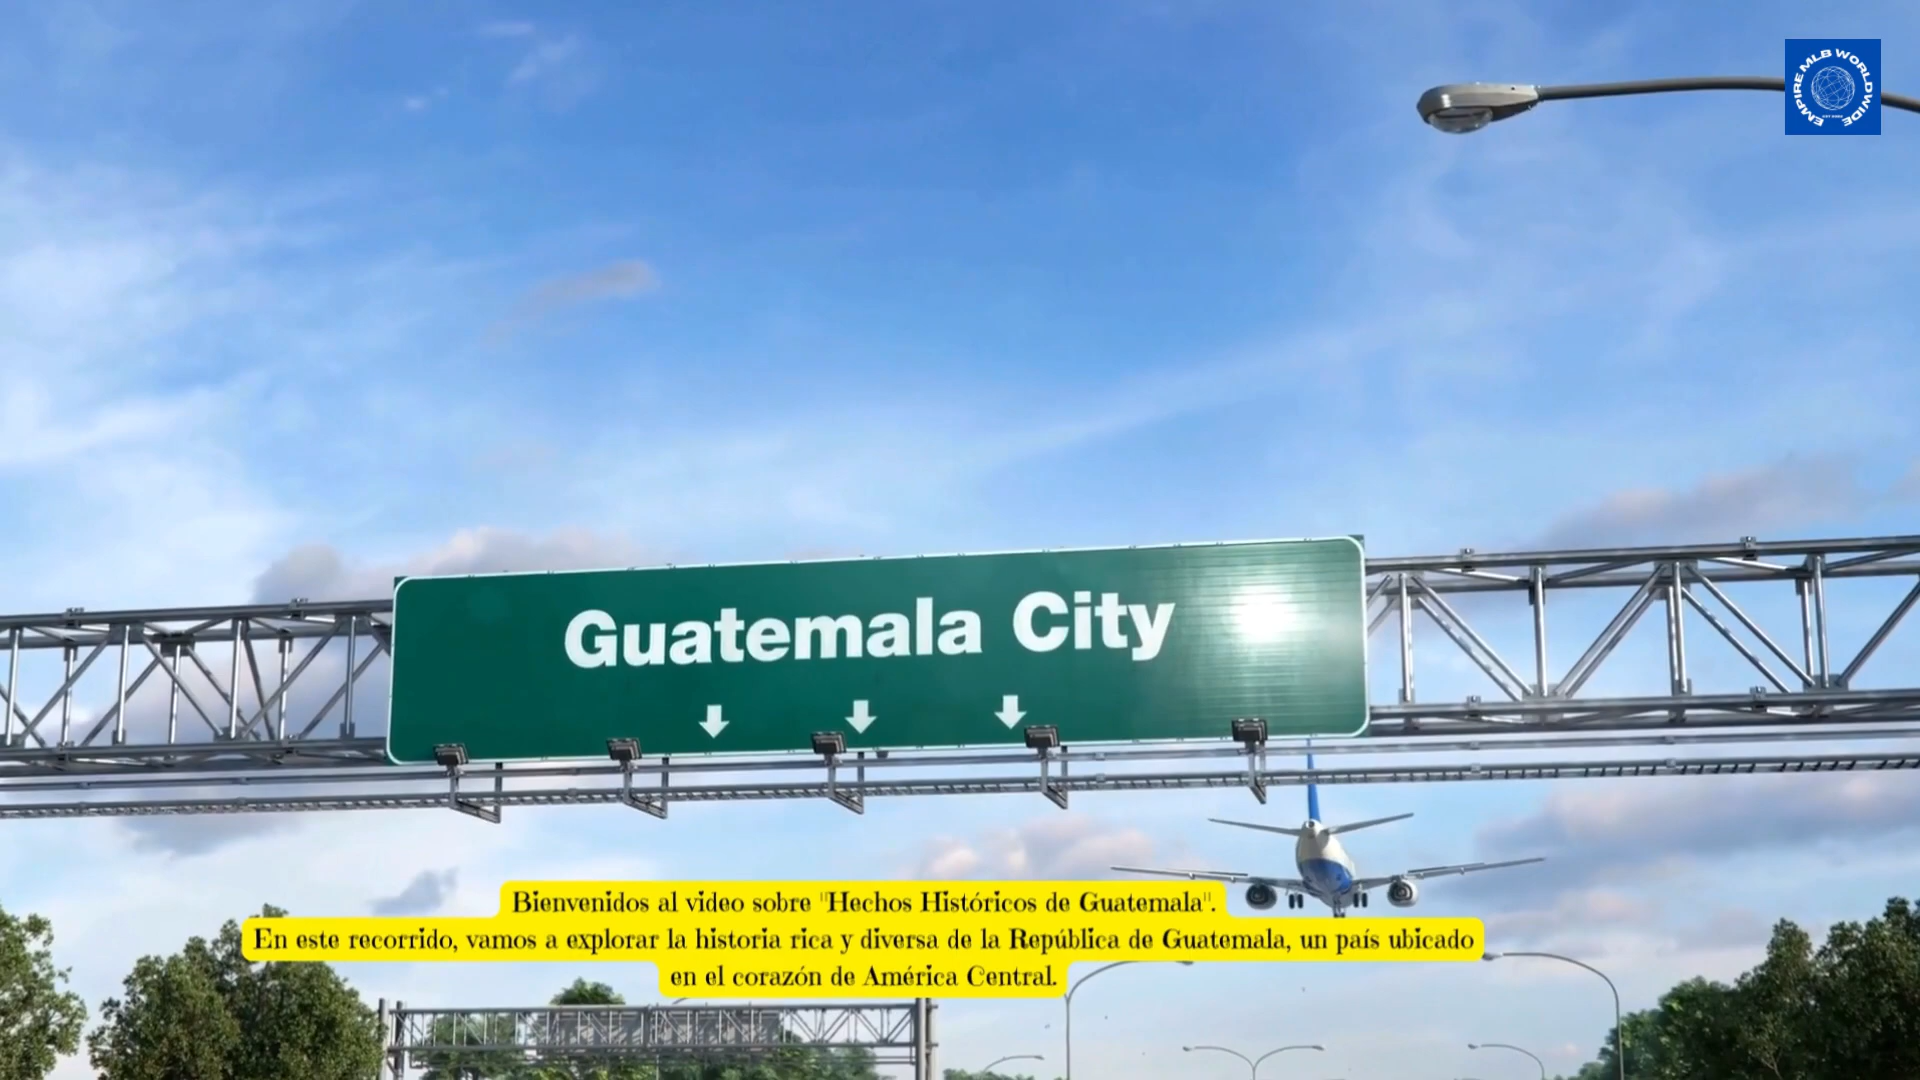 EMPIRE MLB WORLDWIDE
Guatemala City
Bienvenidos al video sobre "Hechos Históricos de Guatemala".
En este recorrido, vamos a explorar la historia rica y diversa de la República de Guatemala, un país ubicado
en el corazón de América Central.